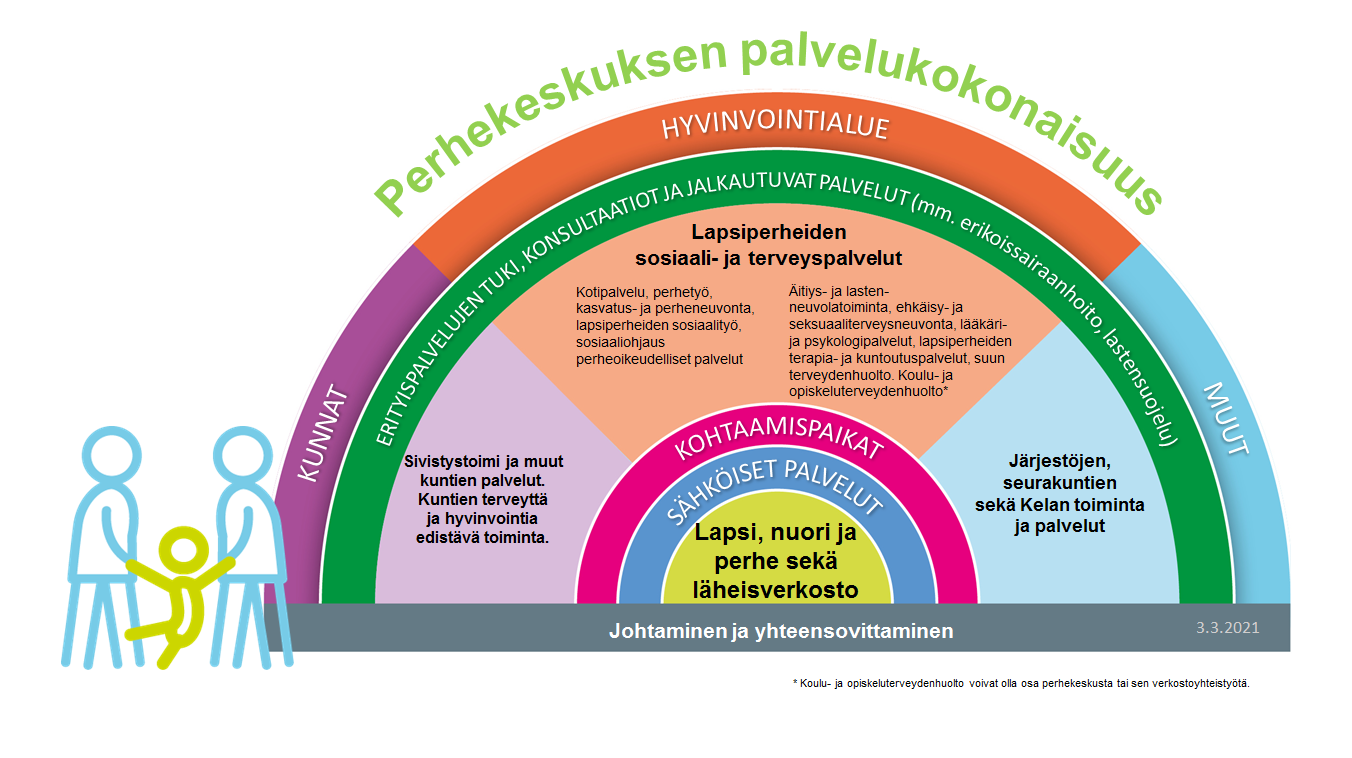 Perhekeskuksen palvelukokonaisuus
HYVINVOINTIALUE
KUNNAT
MUUT
ERITYISPALVELUJEN TUKI, KONSULTAATIOT JA JALKAUTUVAT PALVELUT (mm. erikoissairaanhoito, lastensuojelu)
Lapsiperheiden
sosiaali- ja terveyspalvelut
Kotipalvelu, perhetyö,
kasvatus- ja perheneuvonta,
lapsiperheiden sosiaalityö,
sosiaaliohjaus
perheoikeudelliset palvelut
Äitiys- ja lasten-
neuvolatoiminta, ehkäisy- ja
seksuaaliterveysneuvonta, lääkäri-
ja psykologipalvelut, lapsiperheiden
terapia- ja kuntoutuspalvelut, suun
terveydenhuolto. Koulu- ja
opiskeluterveydenhuolto*
Sivistystoimi ja muut
kuntien palvelut.
Kuntien terveyttä
ja hyvinvointia
edistävä toiminta.
Järjestöjen,
seurakuntien
sekä Kelan toiminta
ja palvelut
KOHTAAMISPAIKAT
SÄHKÖISET PALVELUT
Lapsi, nuori ja
perhe sekä
läheisverkosto
Johtaminen ja yhteensovittaminen
3.3.2021
* Koulu- ja opiskeluterveydenhuolto voivat olla osa perhekeskusta tai sen verkostoyhteistyötä.